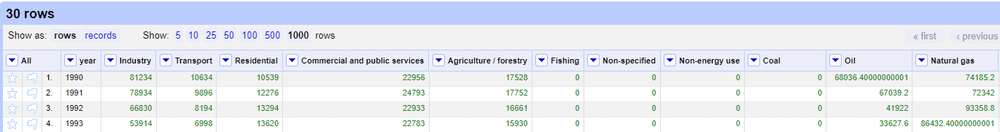 30 rows
Show as: rows records Show: 5 10 25 50 100 500 1000 rows « first ‹ previous
All year Industry Transport Residential Commercial and public services Agriculture / forestry Fishing Non-specified Non-energy use Coal Oil Natural gas
1. 1990 81234 10634 10539 22956 17528 0 0 0 0 68036.40000000001 74185.2
2. 1991 78934 9896 12276 24793 17752 0 0 0 0 67039.2 72342
3. 1992 66830 8194 13294 22933 16661 0 0 0 0 41922 93358.8
4. 1993 53914 6998 13620 22783 15930 0 0 0 0 33627.6 86432.40000000001